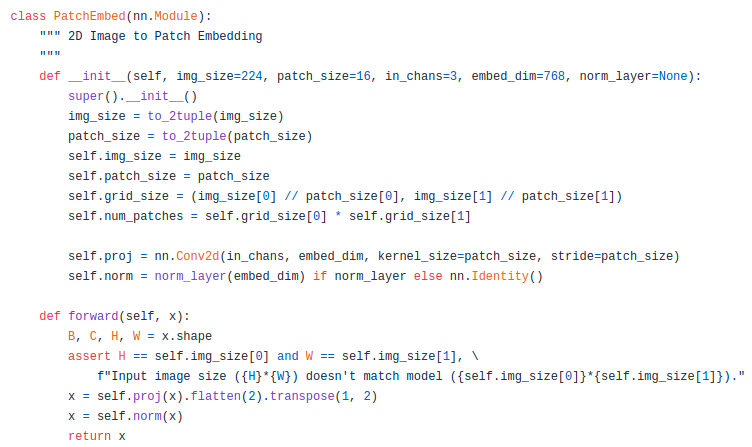 class PatchEmbed(nn.Module):
    """ 2D Image to Patch Embedding
    """
    def __init__(self, img_size=224, patch_size=16, in_chans=3, embed_dim=768, norm_layer=None):
        super().__init__()
        img_size = to_2tuple(img_size)
        patch_size = to_2tuple(patch_size)
        self.img_size = img_size
        self.patch_size = patch_size
        self.grid_size = (img_size[0] // patch_size[0], img_size[1] // patch_size[1])
        self.num_patches = self.grid_size[0] * self.grid_size[1]

        self.proj = nn.Conv2d(in_chans, embed_dim, kernel_size=patch_size, stride=patch_size)
        self.norm = norm_layer(embed_dim) if norm_layer else nn.Identity()

    def forward(self, x):
        B, C, H, W = x.shape
        assert H == self.img_size[0] and W == self.img_size[1], \
            f"Input image size ({H}*{W}) doesn't match model ({self.img_size[0]}*{self.img_size[1]})."
        x = self.proj(x).flatten(2).transpose(1, 2)
        x = self.norm(x)
        return x